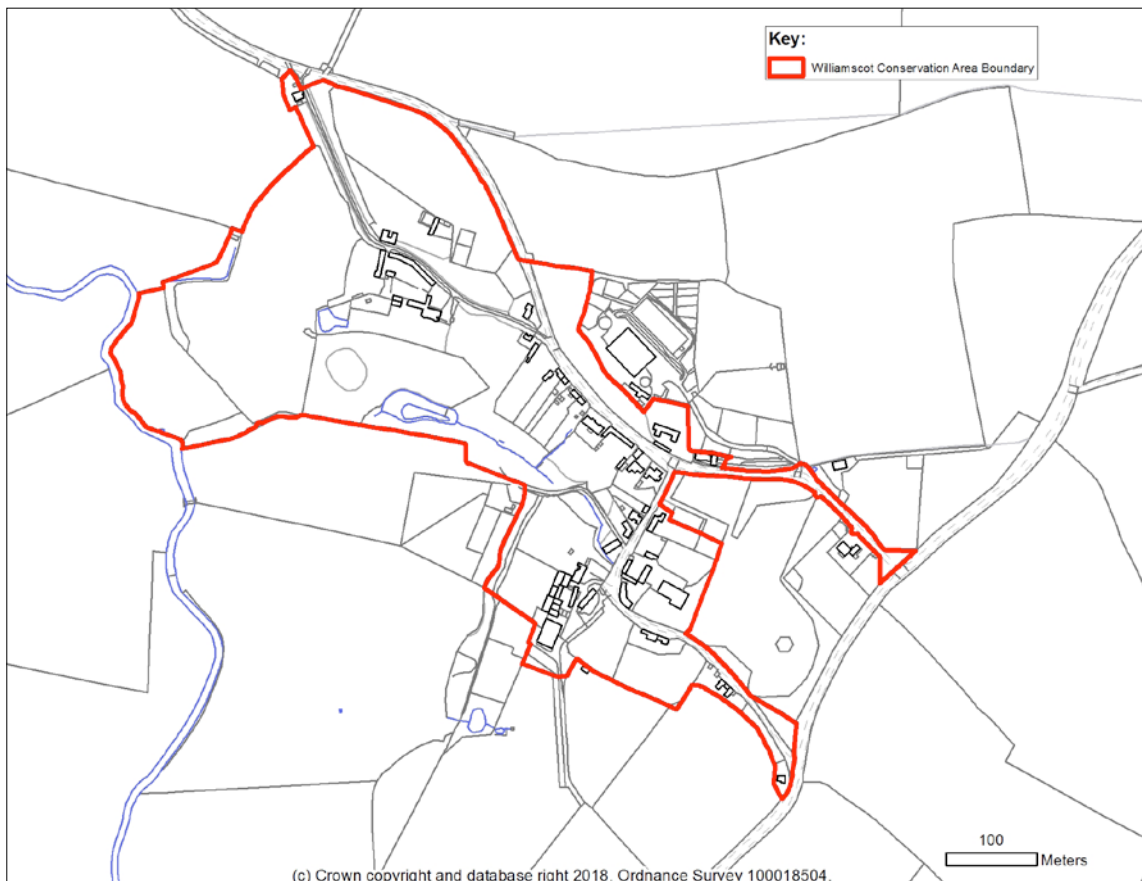 Key:
Williamscot Conservation Area Boundary
100
Meters
(c) Crown copyright and database right 2018. Ordnance Survey 100018504.